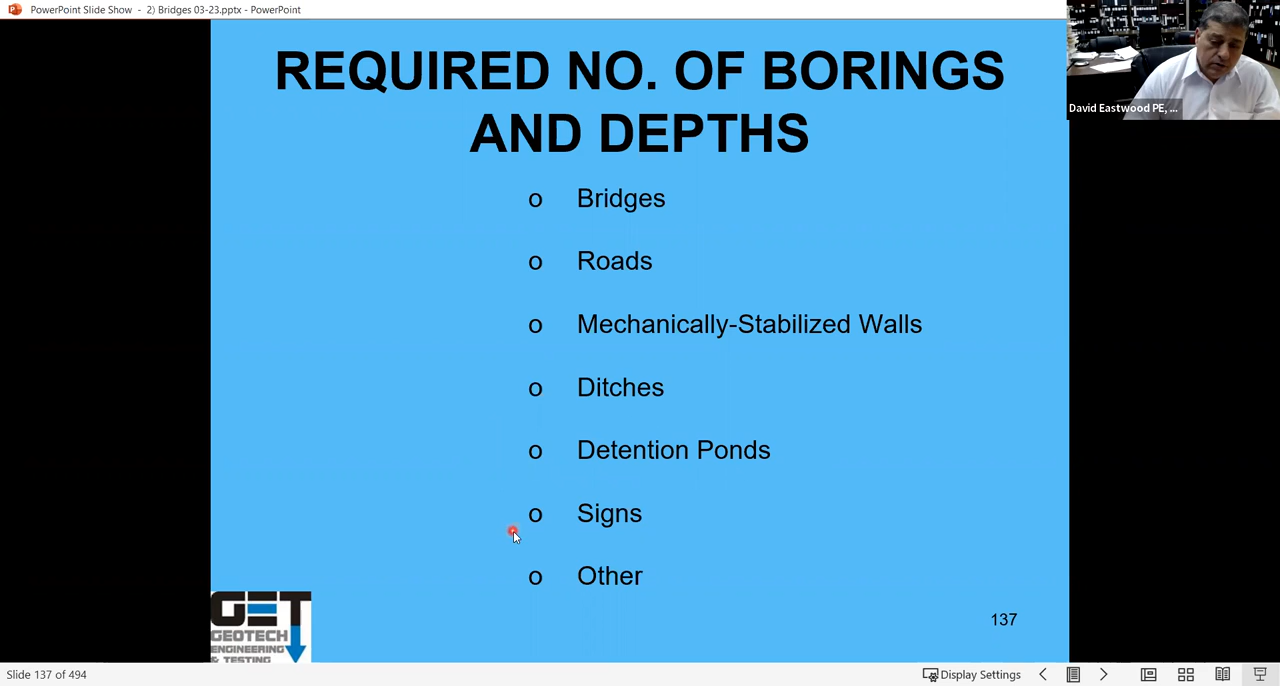 PowerPoint Slide Show - 2) Bridges 03-23.pptx - PowerPoint
David Eastwood PE, ...
REQUIRED NO. OF BORINGS
AND DEPTHS
o Bridges
o Roads
o Mechanically-Stabilized Walls
o Ditches
o Detention Ponds
o Signs
o Other
GET
GEOTECH
ENGINEERING
& TESTING
137
Slide 137 of 494
Display Settings